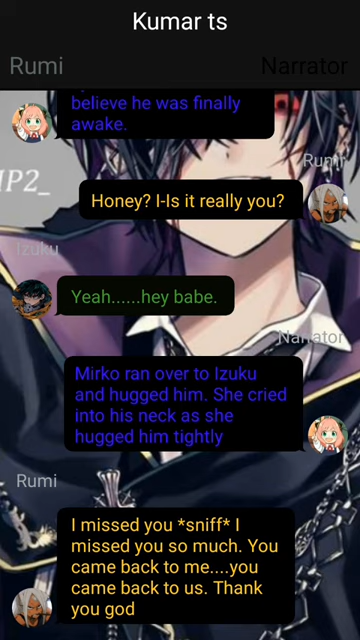 Kumar ts
Rumi
Narrator
believe he was finally
awake.
IP2_
Rumi
Honey? I-Is it really you?
Izuku
Yeah......hey babe.
Narrator
Mirko ran over to Izuku
and hugged him. She cried
into his neck as she
hugged him tightly
Rumi
I missed you *sniff* I
missed you so much. You
came back to me....you
came back to us. Thank
you god